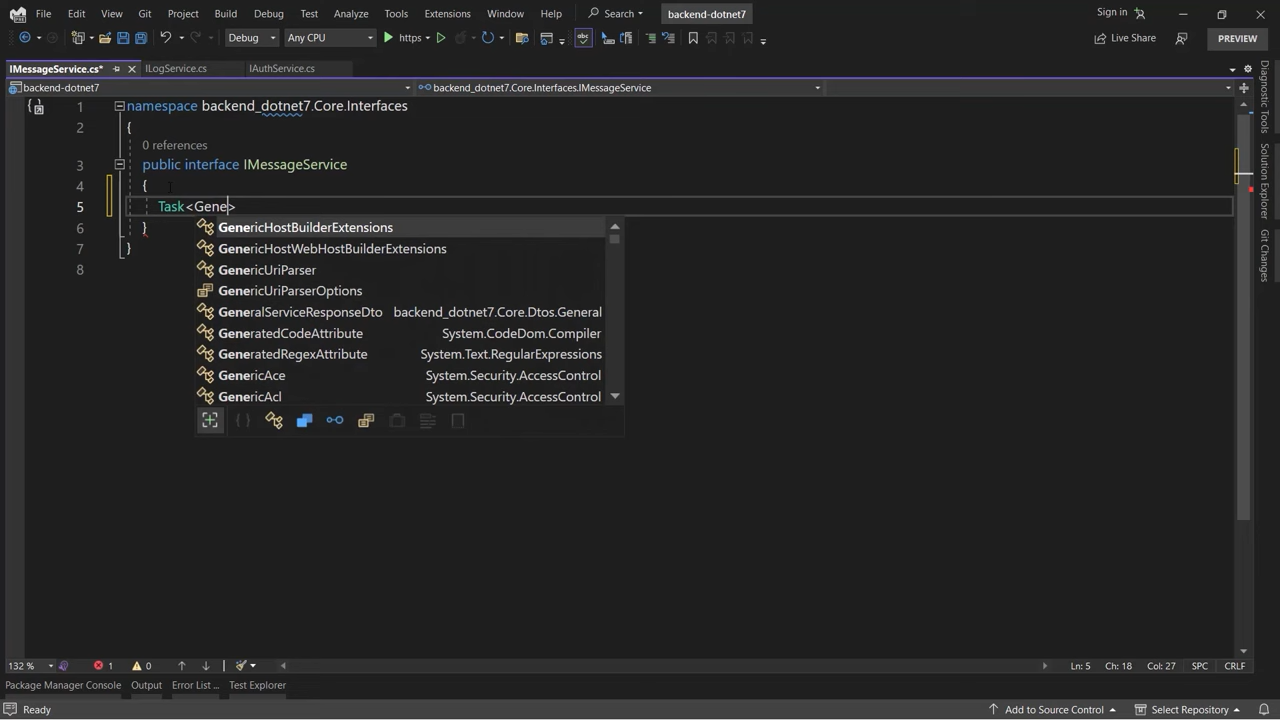 File Edit View Git Project Build Debug Test Analyze Tools Extensions Window Help Search backend-dotnet7 Sign in
PRE Debug Any CPU https abc Live Share PREVIEW
IMessageService.cs* ILogService.cs IAuthService.cs
backend-dotnet7 backend_dotnet7.Core.Interfaces.IMessageService
1 namespace backend_dotnet7.Core.Interfaces
2 {
0 references
3 public interface IMessageService
4 {
5 Task<Gene>
GenericHostBuilderExtensions
6 }
GenericHostWebHostBuilderExtensions
7 }
GenericUriParser
8
GenericUriParserOptions
GeneralServiceResponseDto backend_dotnet7.Core.Dtos.General
GeneratedCodeAttribute System.CodeDom.Compiler
GeneratedRegexAttribute System.Text.RegularExpressions
GenericAce System.Security.AccessControl
GenericAcl System.Security.AccessControl
Diagnostic Tools
Solution Explorer
Git Changes
132 % 1 0 Ln: 5 Ch: 18 Col: 27 SPC CRLF
Package Manager Console Output Error List ... Test Explorer
Ready Add to Source Control Select Repository